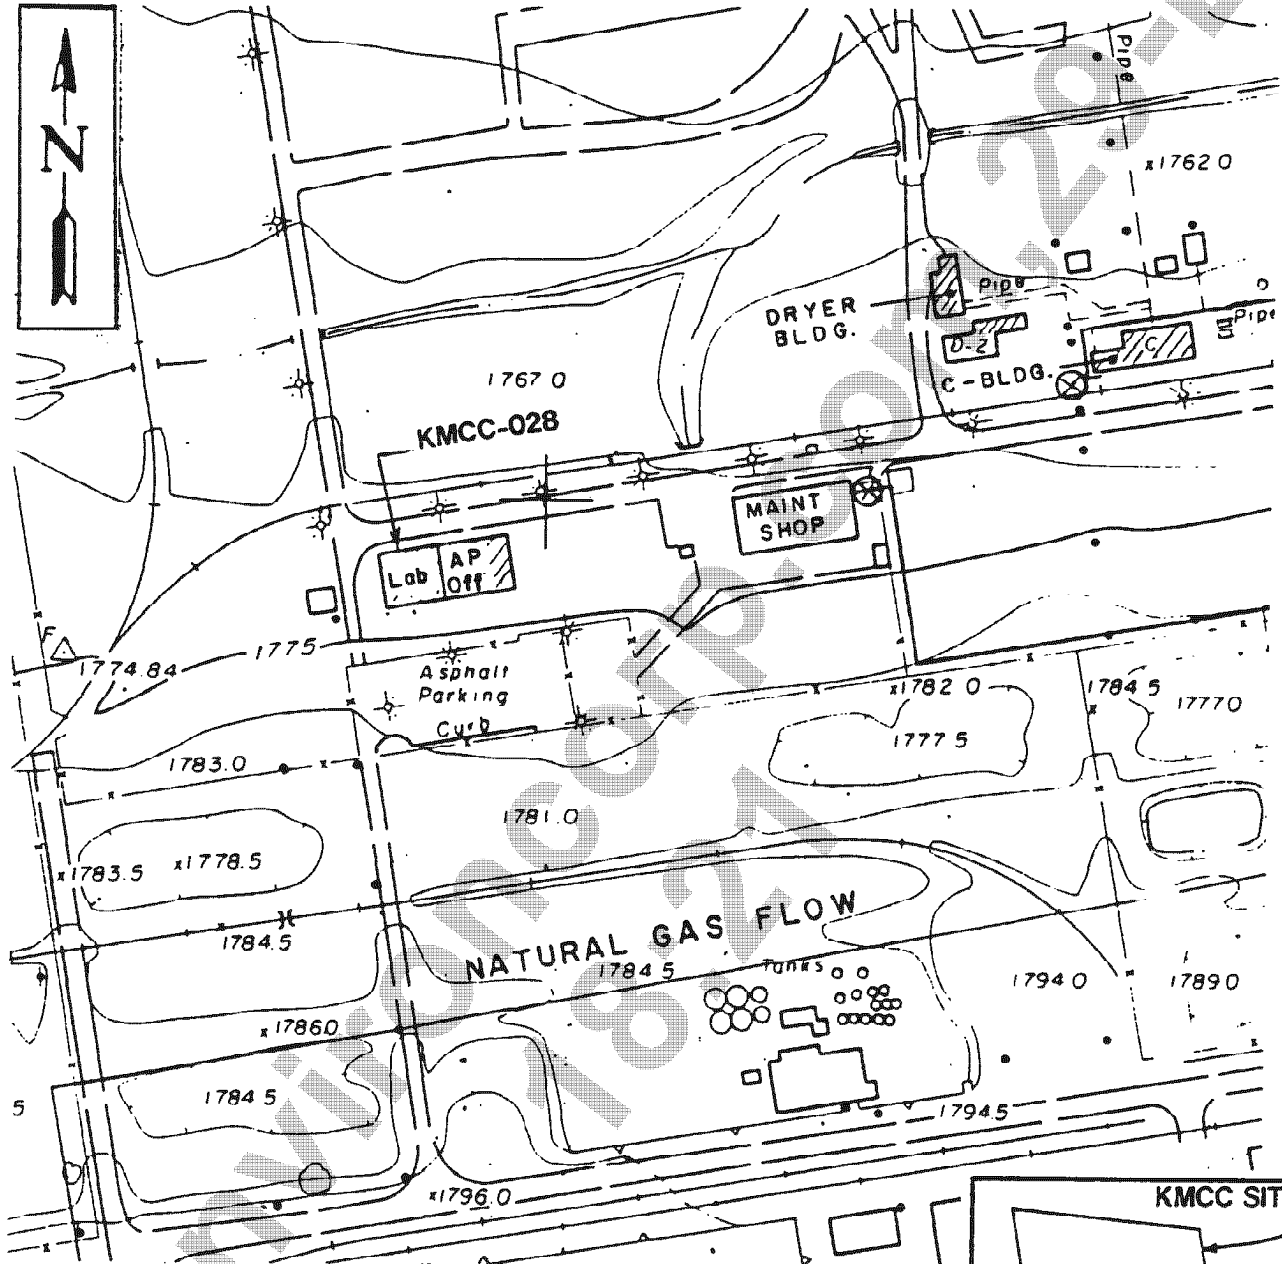 N
Pipe
x1762 0
DRYER
BLDG.
Pipe
Pipe
D-2
C
C-BLDG.
1767 0
KMCC-028
MAINT
SHOP
Lab
AP
Off
F
1774.84
1775
Asphalt
Parking
Curb
x1782 0
1784 5
1777 0
1777 5
1783.0
1781.0
x1783.5
x1778.5
1784.5
NATURAL GAS FLOW
1784 5
Tanks
1794 0
1789 0
x1786 0
1784 5
5
1794.5
x1796.0
KMCC SIT